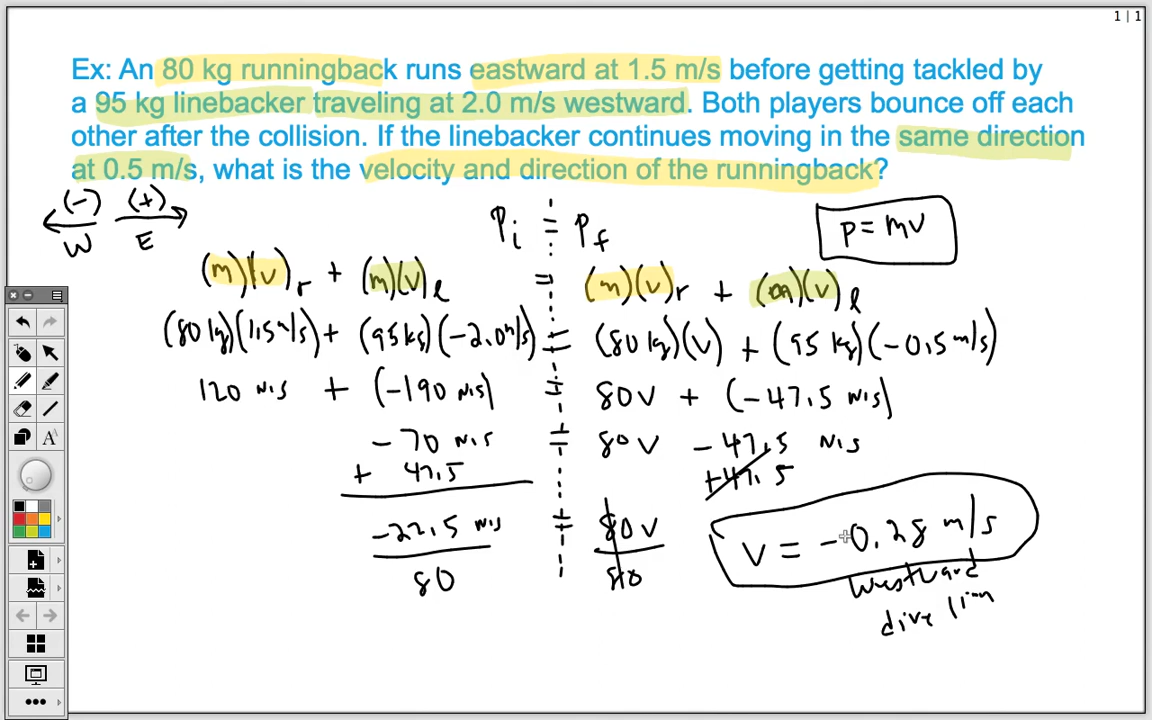 1 | 1
Ex: An 80 kg runningback runs eastward at 1.5 m/s before getting tackled by
a 95 kg linebacker traveling at 2.0 m/s westward. Both players bounce off each
other after the collision. If the linebacker continues moving in the same direction
at 0.5 m/s, what is the velocity and direction of the runningback?
(-) (+)
W E
Pi = Pf
P = mv
(m)(v)r + (m)(v)l = (m)(v)r + (m)(v)l
(80 kg)(1.5 m/s) + (95 kg)(-2.0 m/s) = (80 kg)(v) + (95 kg)(-0.5 m/s)
120 N·s + (-190 N·s) = 80v + (-47.5 N·s)
-70 N·s = 80v - 47.5 N·s
+ 47.5 +47.5
-22.5 N·s = 80v
80 80
v = -0.28 m/s
westward
direction
A